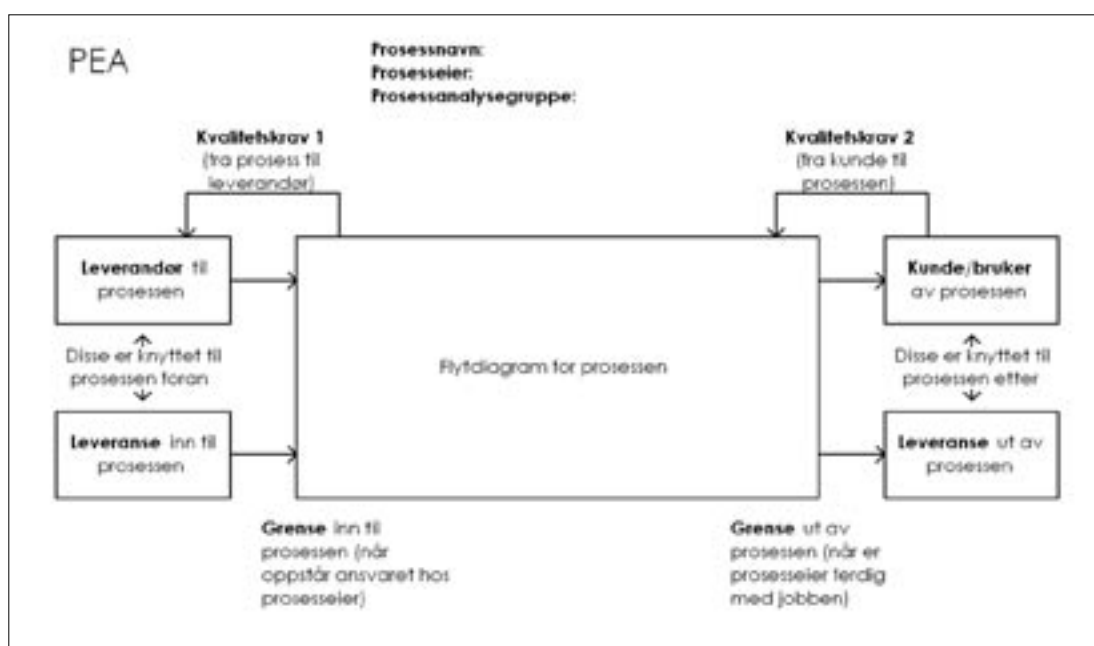 PEA
Prosessnavn:
Prosesseier:
Prosessanalysegruppe:
Kvalitetskrav 1
(fra prosess til
leverandør)
Kvalitetskrav 2
(fra kunde til
prosessen)
Leverandør til
prosessen
Kunde/bruker
av prosessen
Disse er knyttet til
prosessen foran
Flytdiagram for prosessen
Disse er knyttet til
prosessen etter
Leveranse inn til
prosessen
Leveranse ut av
prosessen
Grense inn til
prosessen (når
oppstår ansvaret hos
prosesseier)
Grense ut av
prosessen (når er
prosesseier ferdig
med jobben)